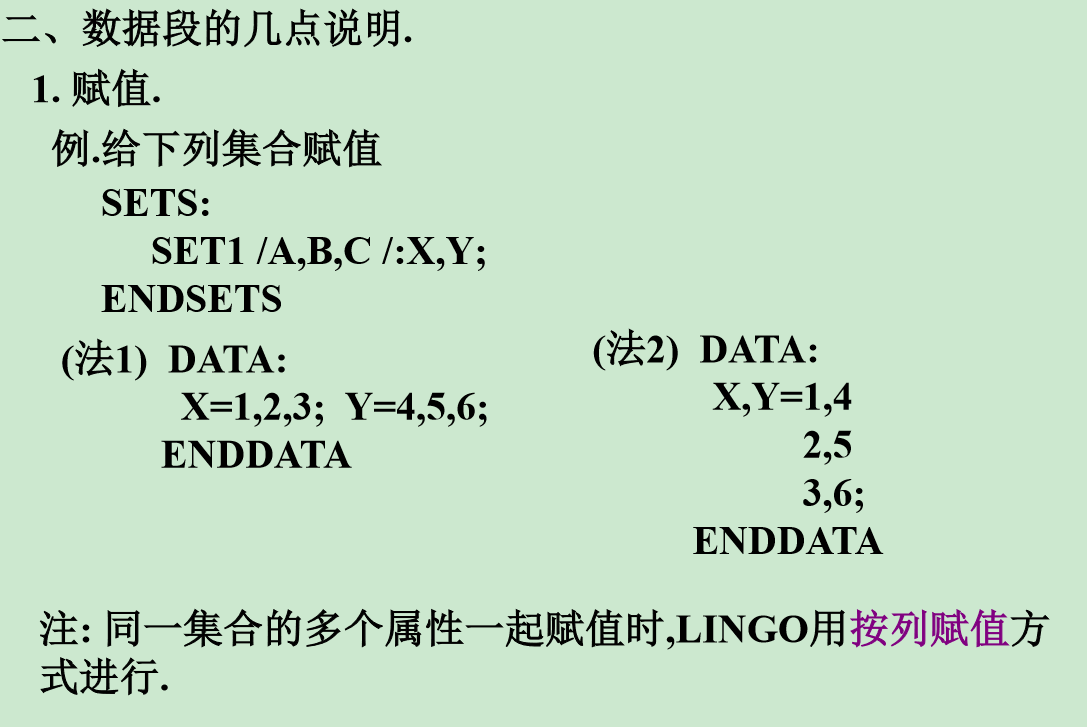 二、数据段的几点说明.
1. 赋值.
例.给下列集合赋值
SETS:
SET1 /A,B,C /:X,Y;
ENDSETS
(法1) DATA:
X=1,2,3; Y=4,5,6;
ENDDATA
(法2) DATA:
X,Y=1,4
2,5
3,6;
ENDDATA
注: 同一集合的多个属性一起赋值时,LINGO用按列赋值方
式进行.